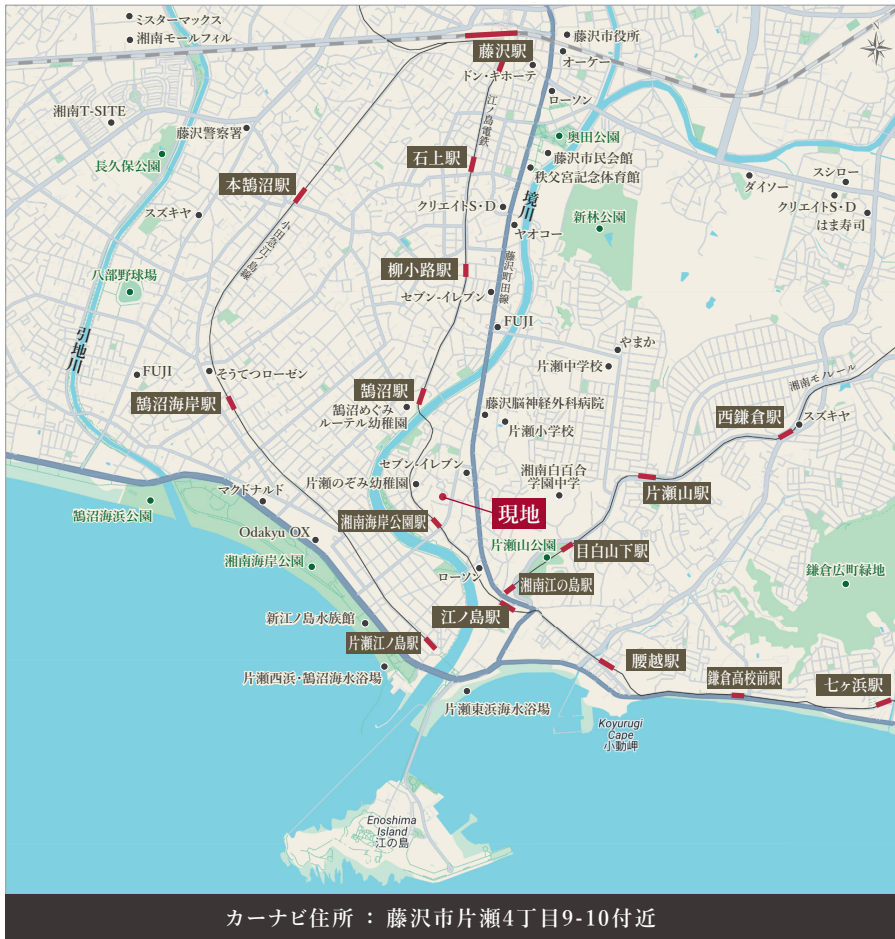 ミスターマックス
湘南モールフィル
藤沢駅
藤沢市役所
オーケー
ドン・キホーテ
ローソン
湘南T-SITE
藤沢警察署
長久保公園
江ノ島電鉄
石上駅
奥田公園
藤沢市民会館
秩父宮記念体育館
本鵠沼駅
スズキヤ
クリエイトS・D
境川
ヤオコー
新林公園
ダイソー
スシロー
クリエイトS・D
はま寿司
小田急江ノ島線
八部野球場
柳小路駅
セブン-イレブン
藤沢町田線
FUJI
引地川
FUJI
そうてつローゼン
鵠沼海岸駅
鵠沼駅
鵠沼めぐみ
ルーテル幼稚園
やまか
片瀬中学校
藤沢脳神経外科病院
片瀬小学校
湘南モノレール
西鎌倉駅
スズキヤ
セブン-イレブン
片瀬のぞみ幼稚園
湘南白百合
学園中学
片瀬山駅
現地
マクドナルド
鵠沼海浜公園
Odakyu OX
湘南海岸公園駅
湘南海岸公園
片瀬山公園
目白山下駅
ローソン
湘南江の島駅
鎌倉広町緑地
新江ノ島水族館
江ノ島駅
片瀬江ノ島駅
片瀬西浜・鵠沼海水浴場
腰越駅
鎌倉高校前駅
七ヶ浜駅
片瀬東浜海水浴場
Koyurugi
Cape
小動岬
Enoshima
Island
江の島
カーナビ住所 : 藤沢市片瀬4丁目9-10付近